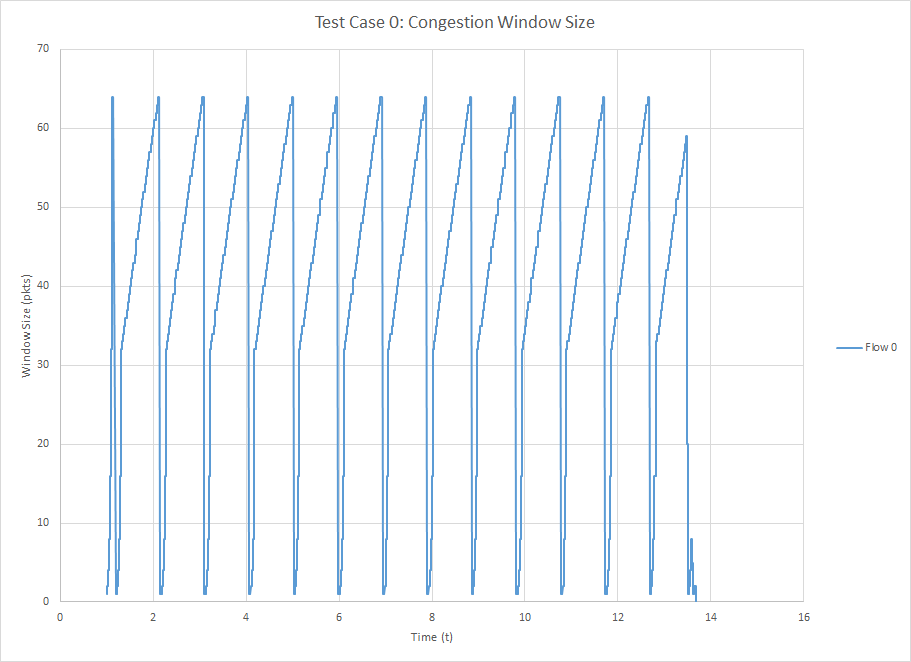 Test Case 0: Congestion Window Size
70
60
50
40
30
20
10
0
Window Size (pkts)
0 2 4 6 8 10 12 14 16
Time (t)
Flow 0